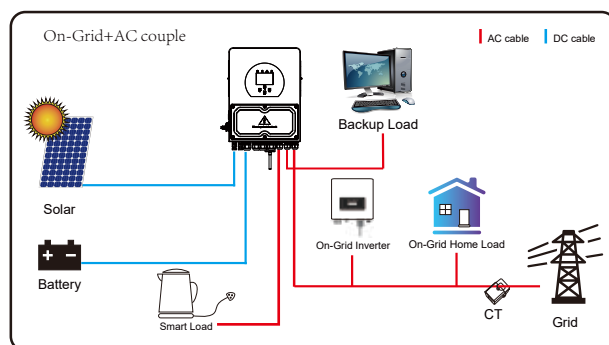 On-Grid+AC couple
AC cable
DC cable
Backup Load
Solar
On-Grid Inverter
On-Grid Home Load
Battery
CT
Grid
Smart Load